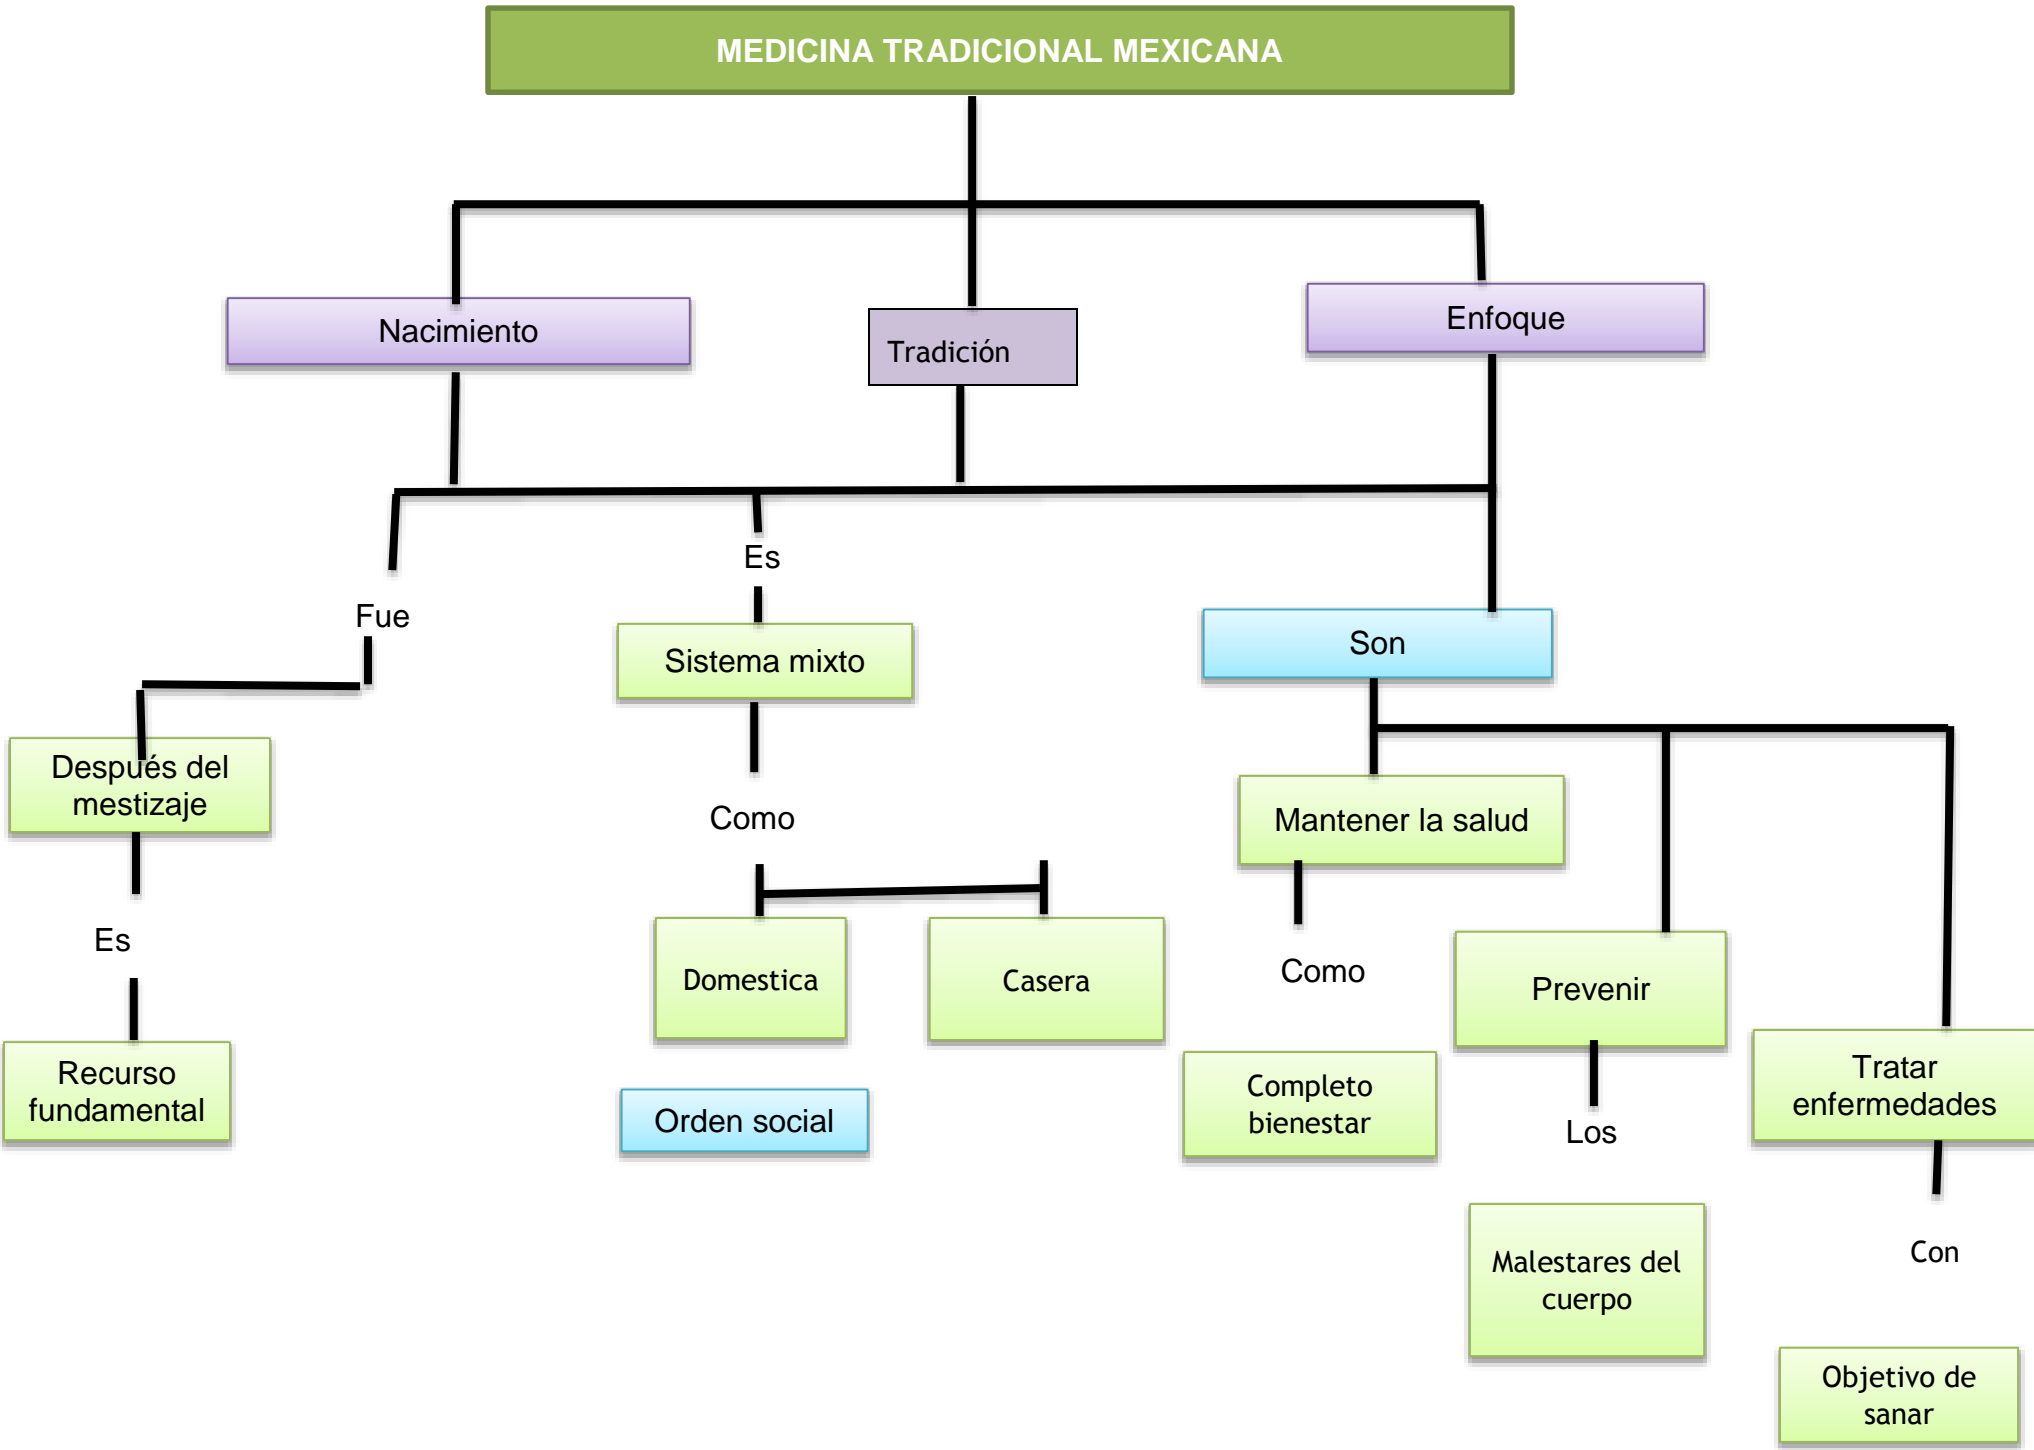 MEDICINA TRADICIONAL MEXICANA
Nacimiento
Tradición
Enfoque
Fue
Es
Sistema mixto
Son
Después del
mestizaje
Como
Mantener la salud
Es
Domestica
Casera
Como
Prevenir
Recurso
fundamental
Orden social
Completo
bienestar
Los
Tratar
enfermedades
Malestares del
cuerpo
Con
Objetivo de
sanar